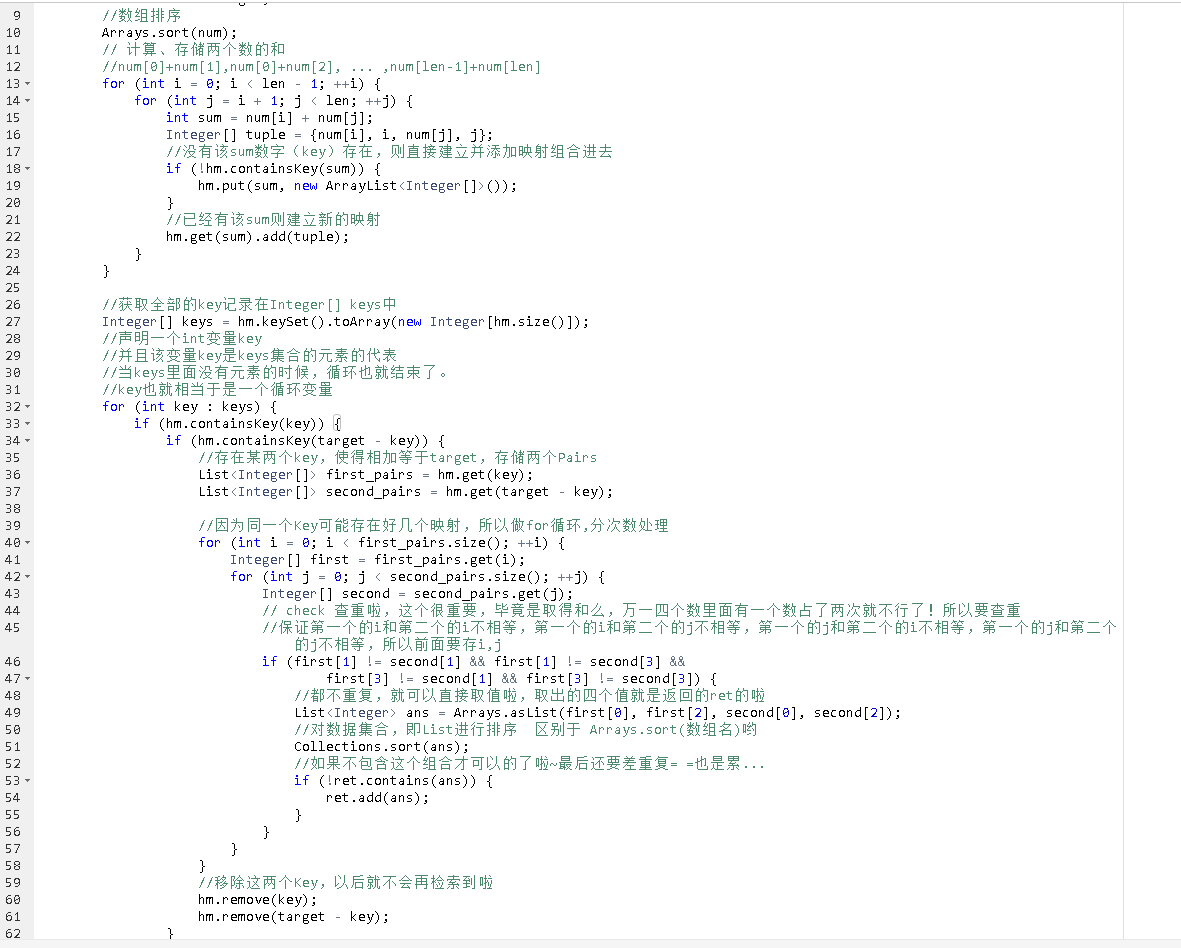 9 //数组排序
10 Arrays.sort(num);
11 // 计算、存储两个数的和
12 //num[0]+num[1],num[0]+num[2], ... ,num[len-1]+num[len]
13 for (int i = 0; i < len - 1; ++i) {
14 for (int j = i + 1; j < len; ++j) {
15 int sum = num[i] + num[j];
16 Integer[] tuple = {num[i], i, num[j], j};
17 //没有该sum数字（key）存在，则直接建立并添加映射组合进去
18 if (!hm.containsKey(sum)) {
19 hm.put(sum, new ArrayList<Integer[]>());
20 }
21 //已经有该sum则建立新的映射
22 hm.get(sum).add(tuple);
23 }
24 }
25
26 //获取全部的key记录在Integer[] keys中
27 Integer[] keys = hm.keySet().toArray(new Integer[hm.size()]);
28 //声明一个int变量key
29 //并且该变量key是keys集合的元素的代表
30 //当keys里面没有元素的时候，循环也就结束了。
31 //key也就相当于是一个循环变量
32 for (int key : keys) {
33 if (hm.containsKey(key)) {
34 if (hm.containsKey(target - key)) {
35 //存在某两个key，使得相加等于target，存储两个Pairs
36 List<Integer[]> first_pairs = hm.get(key);
37 List<Integer[]> second_pairs = hm.get(target - key);
38
39 //因为同一个Key可能存在好几个映射，所以做for循环,分次数处理
40 for (int i = 0; i < first_pairs.size(); ++i) {
41 Integer[] first = first_pairs.get(i);
42 for (int j = 0; j < second_pairs.size(); ++j) {
43 Integer[] second = second_pairs.get(j);
44 // check 查重啦，这个很重要，毕竟是取得和么，万一四个数里面有一个数占了两次就不行了！所以要查重
45 //保证第一个的i和第二个的i不相等，第一个的i和第二个的j不相等，第一个的j和第二个的i不相等，第一个的j和第二个
的j不相等，所以前面要存i,j
46 if (first[1] != second[1] && first[1] != second[3] &&
47 first[3] != second[1] && first[3] != second[3]) {
48 //都不重复，就可以直接取值啦，取出的四个值就是返回的ret的啦
49 List<Integer> ans = Arrays.asList(first[0], first[2], second[0], second[2]);
50 //对数据集合，即List进行排序 区别于 Arrays.sort(数组名)哟
51 Collections.sort(ans);
52 //如果不包含这个组合才可以的了啦~最后还要差重复= =也是累...
53 if (!ret.contains(ans)) {
54 ret.add(ans);
55 }
56 }
57 }
58 }
59 //移除这两个Key，以后就不会再检索到啦
60 hm.remove(key);
61 hm.remove(target - key);
62 }